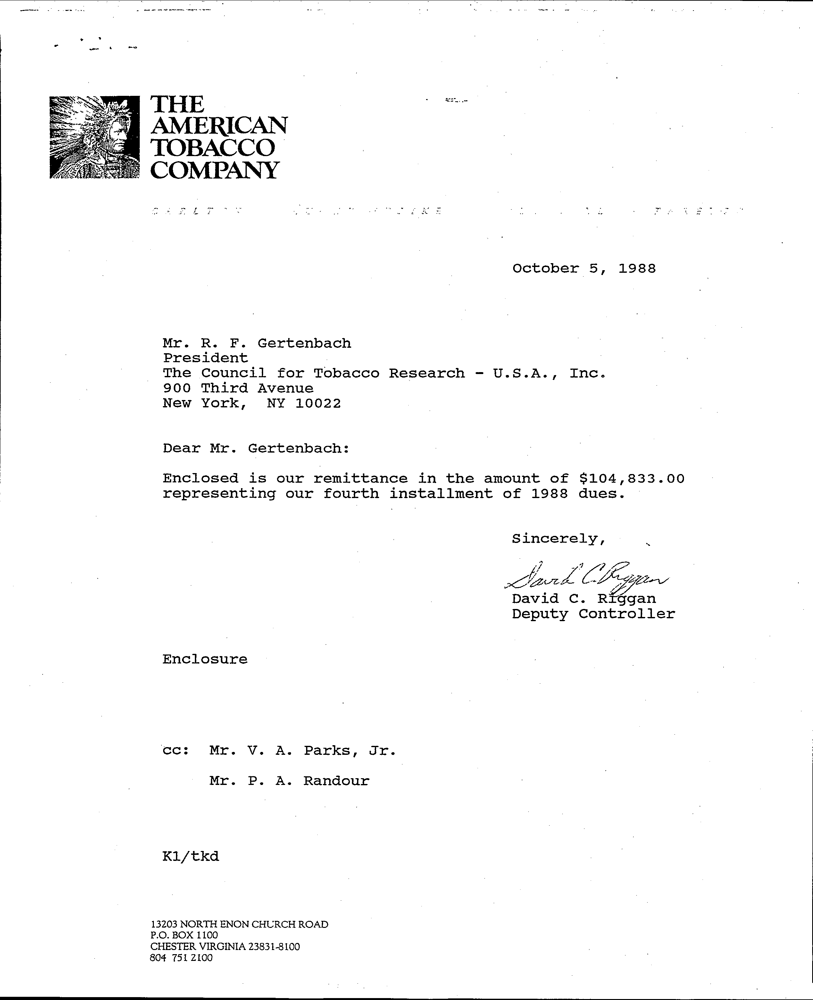 THE
AMERICAN
TOBACCO
COMPANY
October 5, 1988
Mr. R. F. Gertenbach
President
The Council for Tobacco Research - U.S.A., Inc.
900 Third Avenue
New York, NY 10022
Dear Mr. Gertenbach:
Enclosed is our remittance in the amount of $104,833.00
representing our fourth installment of 1988 dues.
Sincerely,
David C. Riggan
David C. Riggan
Deputy Controller
Enclosure
cc: Mr. V. A. Parks, Jr.
Mr. P. A. Randour
K1/tkd
13203 NORTH ENON CHURCH ROAD
P.O. BOX 1100
CHESTER VIRGINIA 23831-8100
804 751 2100